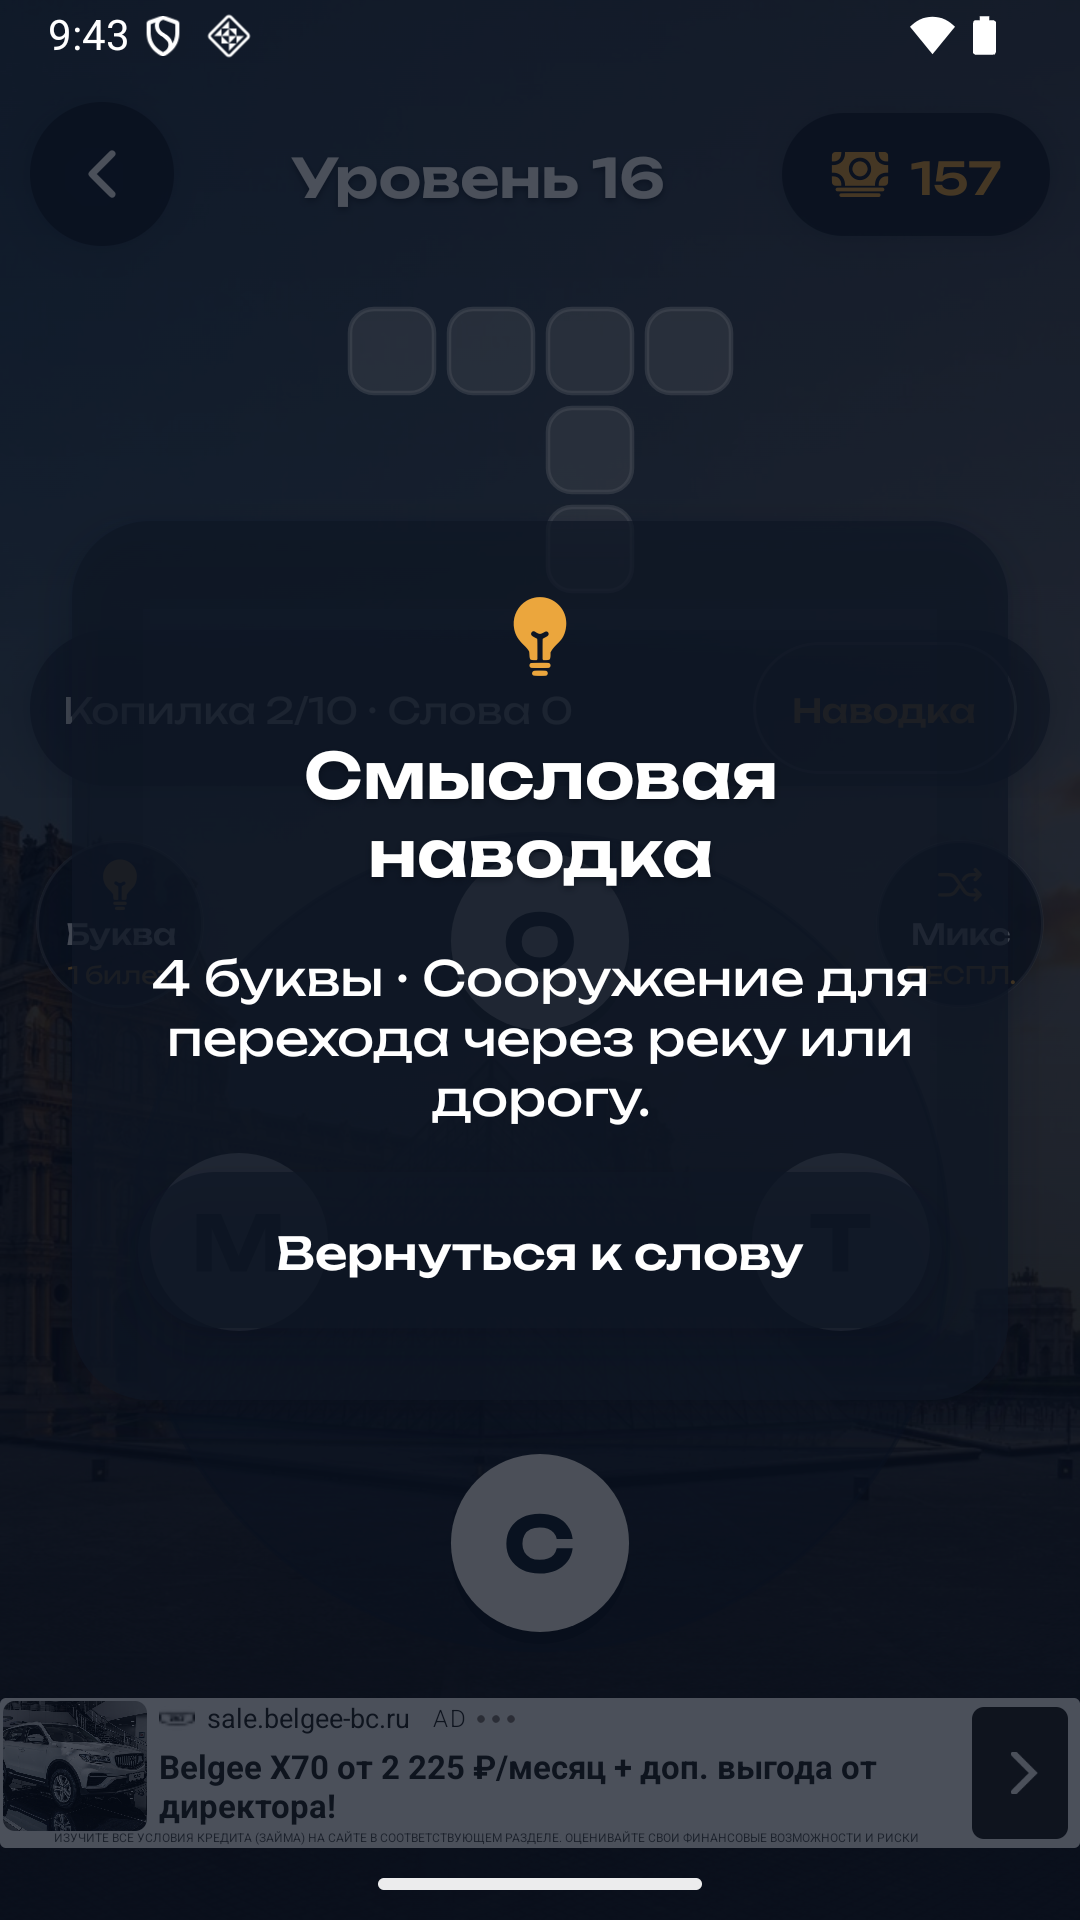 9:43
Уровень 16
157
Копилка 2/10 · Слова 0
Наводка
Смысловая
наводка
О
Буква
Микс
4 буквы · Сооружение для
перехода через реку или
дорогу.
М
Т
Вернуться к слову
С
sale.belgee-bc.ru AD
Belgee X70 от 2 225 ₽/месяц + доп. выгода от
директора!
ИЗУЧИТЕ ВСЕ УСЛОВИЯ КРЕДИТА (ЗАЙМА) НА САЙТЕ В СООТВЕТСТВУЮЩЕМ РАЗДЕЛЕ. ОЦЕНИВАЙТЕ СВОИ ФИНАНСОВЫЕ ВОЗМОЖНОСТИ И РИСКИ